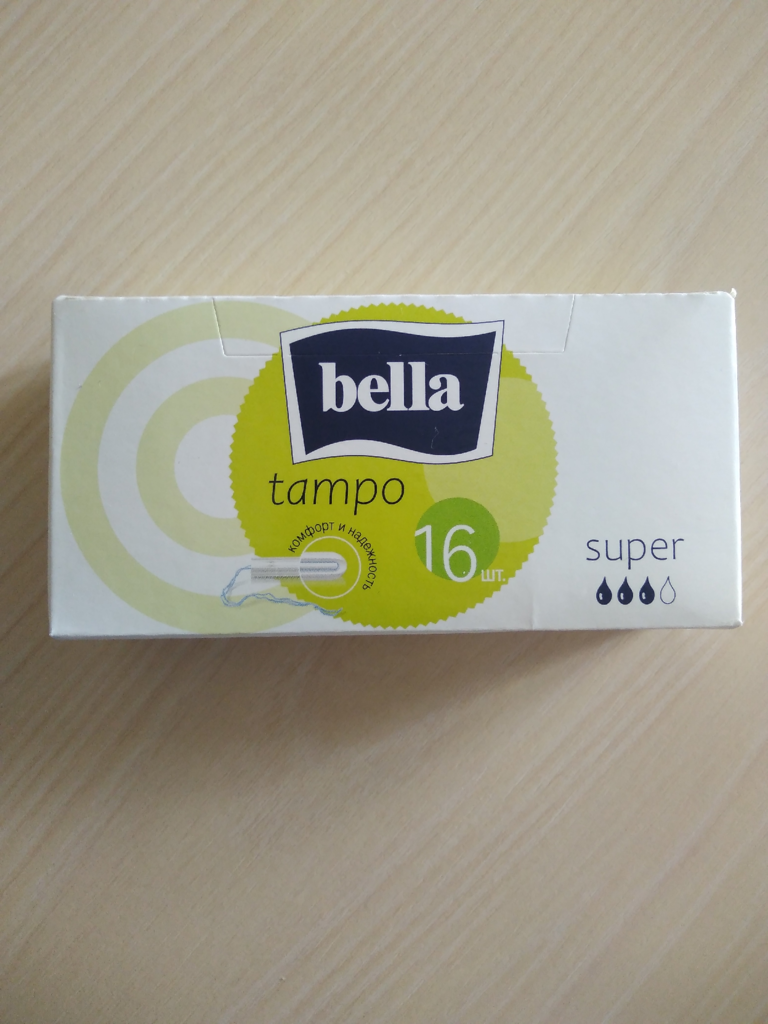 bella
tampo
комфорт и надежность
16 шт.
super